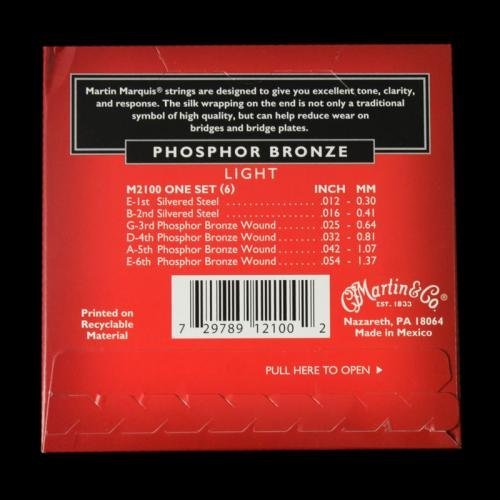 Martin Marquis® strings are designed to give you excellent tone, clarity,
and response. The silk wrapping on the end is not only a traditional
symbol of high quality, but can help reduce wear on
bridges and bridge plates.
PHOSPHOR BRONZE
LIGHT
M2100 ONE SET (6) INCH MM
E-1st Silvered Steel .................... .012 - 0.30
B-2nd Silvered Steel .................... .016 - 0.41
G-3rd Phosphor Bronze Wound ........ .025 - 0.64
D-4th Phosphor Bronze Wound ........ .032 - 0.81
A-5th Phosphor Bronze Wound ........ .042 - 1.07
E-6th Phosphor Bronze Wound ........ .054 - 1.37
Printed on
Recyclable
Material
7 29789 12100 2
Martin & Co
EST. 1833
Nazareth, PA 18064
Made in Mexico
PULL HERE TO OPEN ▶